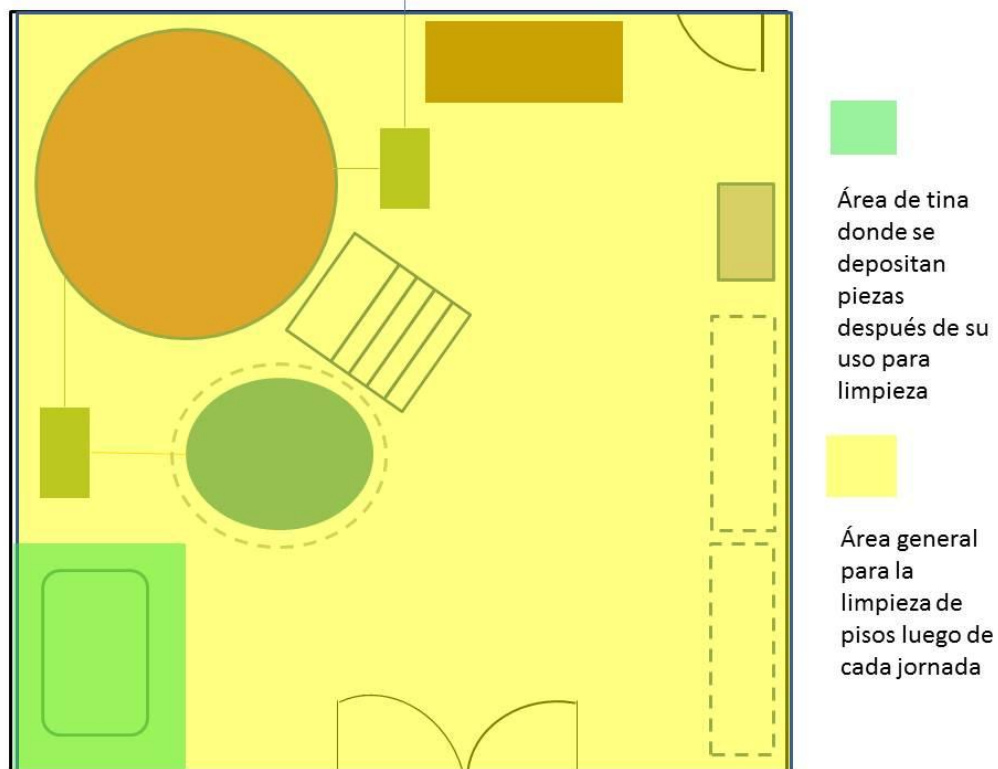 Área de tina
donde se
depositan
piezas
después de su
uso para
limpieza
Área general
para la
limpieza de
pisos luego de
cada jornada